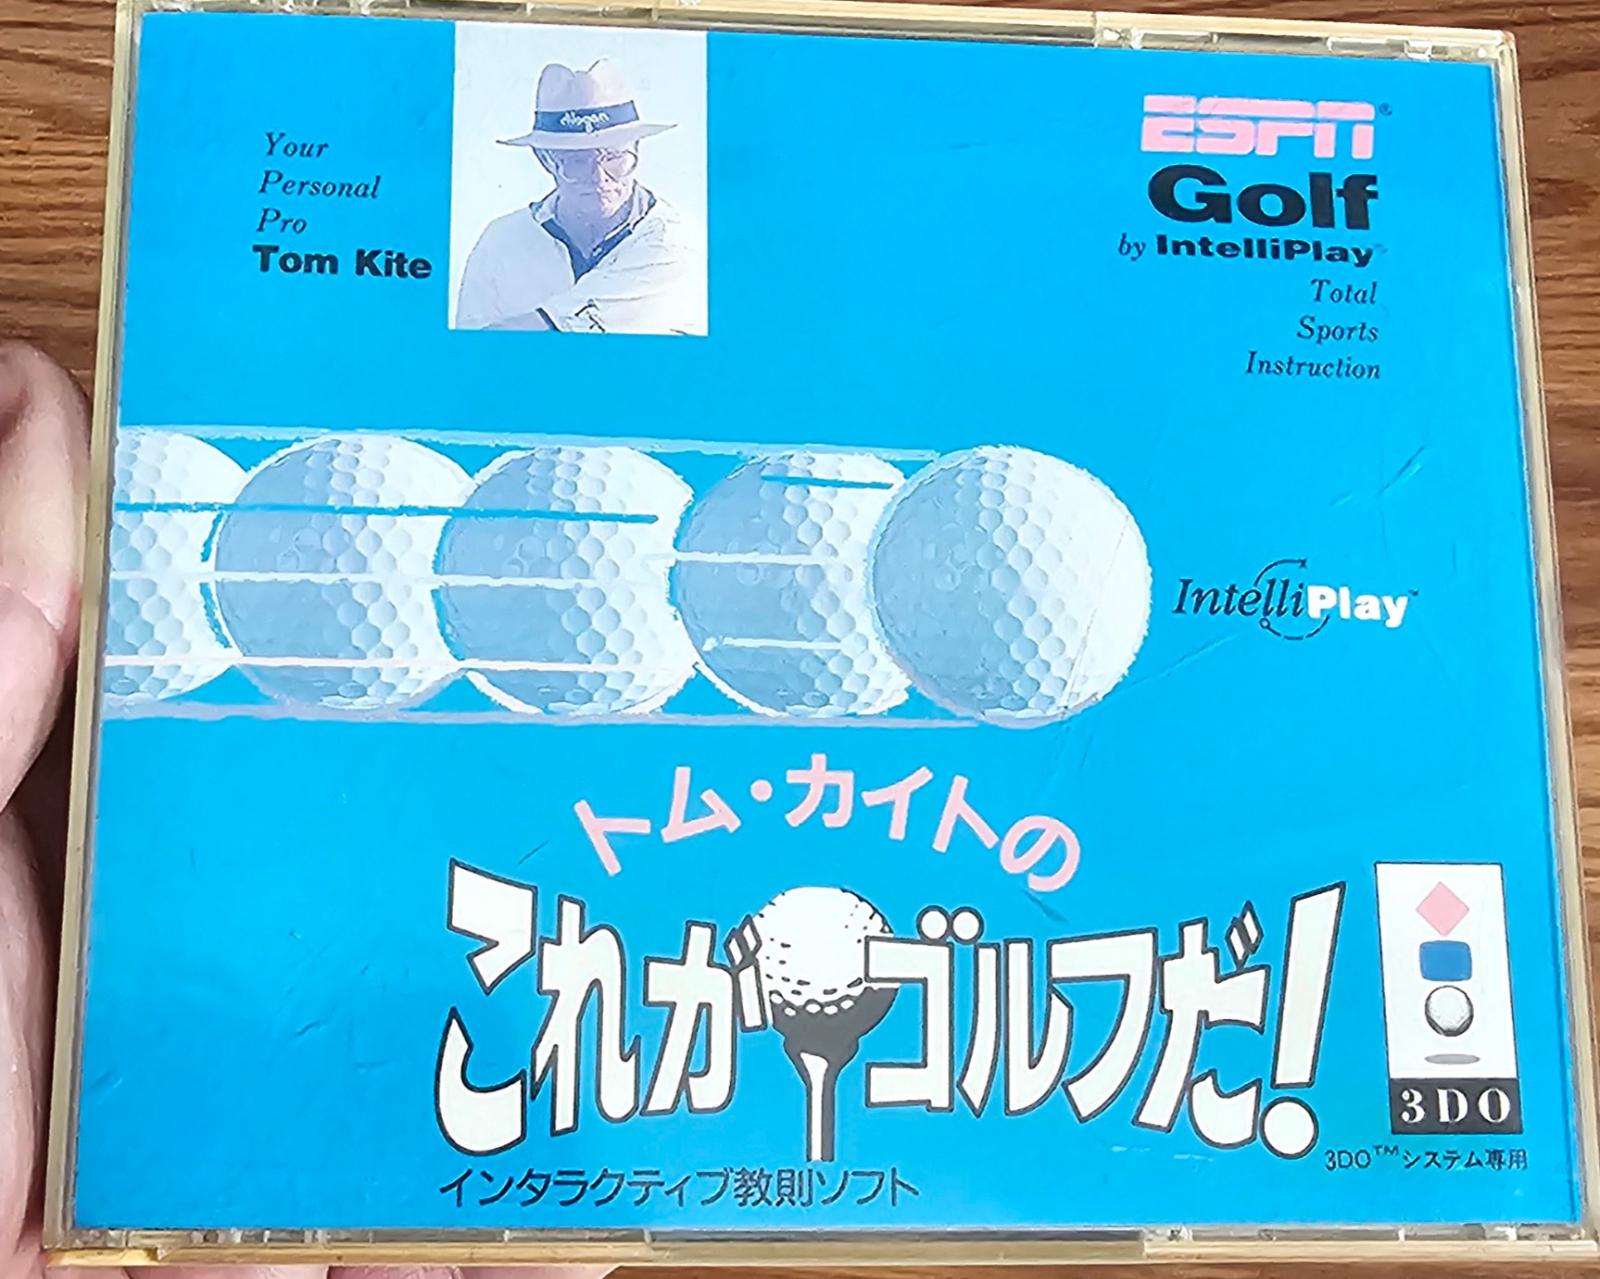 Your
Personal
Pro
Tom Kite
Hogan
ESPN®
Golf
by IntelliPlay™
Total
Sports
Instruction
IntelliPlay™
トム・カイトの
これがゴルフだ!
インタラクティブ教則ソフト
3DO
3DO™システム専用